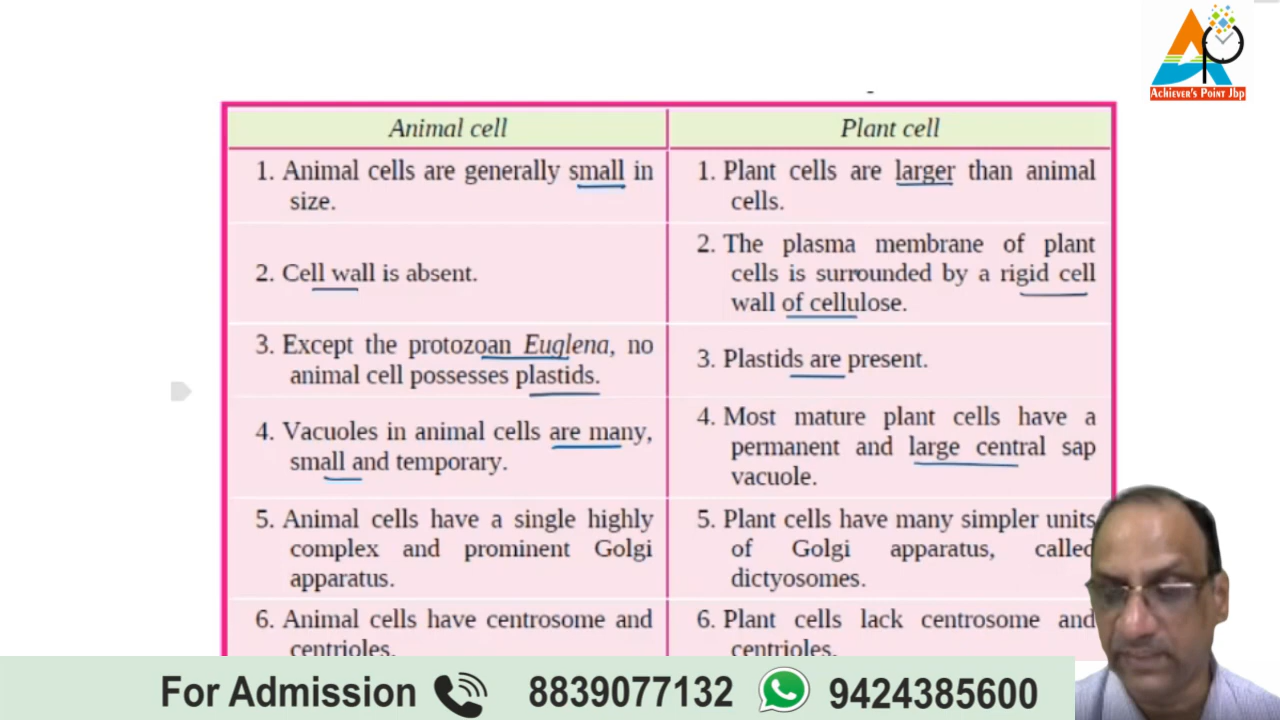 ACHIEVER'S POINT Jbp
Animal cell
Plant cell
1. Animal cells are generally small in
size.
1. Plant cells are larger than animal
cells.
2. Cell wall is absent.
2. The plasma membrane of plant
cells is surrounded by a rigid cell
wall of cellulose.
3. Except the protozoan Euglena, no
animal cell possesses plastids.
3. Plastids are present.
4. Vacuoles in animal cells are many,
small and temporary.
4. Most mature plant cells have a
permanent and large central sap
vacuole.
5. Animal cells have a single highly
complex and prominent Golgi
apparatus.
5. Plant cells have many simpler units
of Golgi apparatus, called
dictyosomes.
6. Animal cells have centrosome and
centrioles.
6. Plant cells lack centrosome and
centrioles.
For Admission 8839077132 9424385600